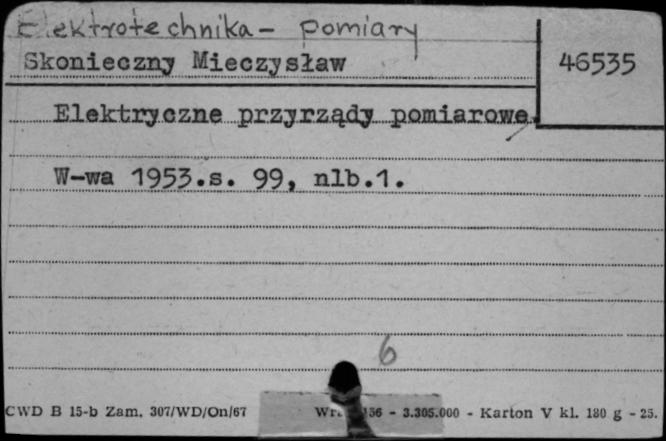 Elektrotechnika - pomiary
Skonieczny Mieczysław
46535
Elektryczne przyrządy pomiarowe.
W-wa 1953.s. 99, nlb.1.
6
CWD B 15-b Zam. 307/WD/On/67 - 3.305.000 - Karton V kl. 180 g - 25.